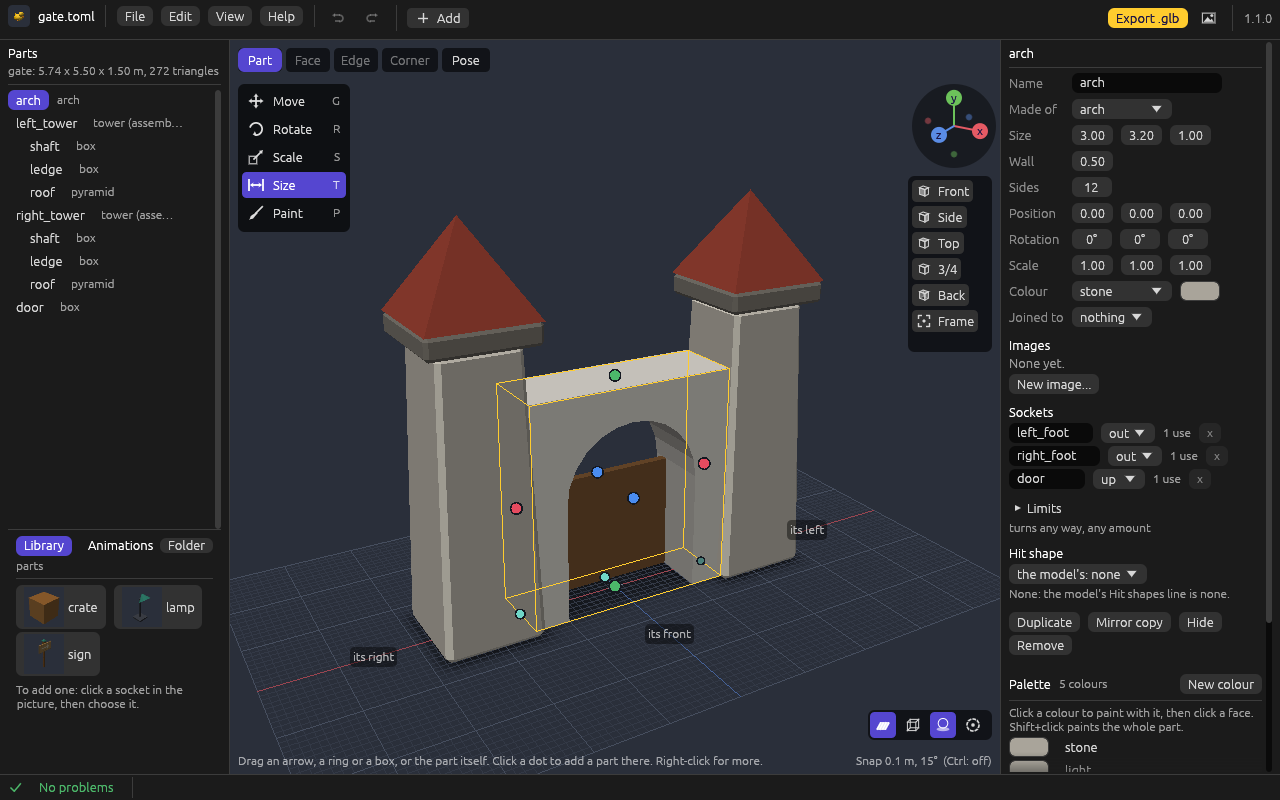 gate.toml File Edit View Help + Add Export .glb 1.1.0
Parts
gate: 5.74 x 5.50 x 1.50 m, 272 triangles
arch arch
left_tower tower (assemb…
shaft box
ledge box
roof pyramid
right_tower tower (asse…
shaft box
ledge box
roof pyramid
door box
Library Animations Folder
parts
crate lamp
sign
To add one: click a socket in the
picture, then choose it.
Part Face Edge Corner Pose
Move G
Rotate R
Scale S
Size T
Paint P
y
x
z
Front
Side
Top
3/4
Back
Frame
its left
its front
its right
Drag an arrow, a ring or a box, or the part itself. Click a dot to add a part there. Right-click for more. Snap 0.1 m, 15° (Ctrl: off)
arch
Name arch
Made of arch
Size 3.00 3.20 1.00
Wall 0.50
Sides 12
Position 0.00 0.00 0.00
Rotation 0° 0° 0°
Scale 1.00 1.00 1.00
Colour stone
Joined to nothing
Images
None yet.
New image...
Sockets
left_foot out 1 use x
right_foot out 1 use x
door up 1 use x
Limits
turns any way, any amount
Hit shape
the model's: none
None: the model's Hit shapes line is none.
Duplicate Mirror copy Hide
Remove
Palette 5 colours New colour
Click a colour to paint with it, then click a face.
Shift+click paints the whole part.
stone
light
No problems